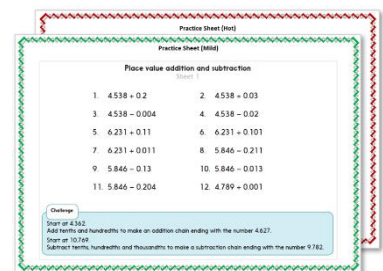 Practice Sheet (Hot)
Practice Sheet (Mild)
Place value addition and subtraction
Sheet 1
1. 4.538 + 0.2 2. 4.538 + 0.03
3. 4.538 − 0.004 4. 4.538 − 0.02
5. 6.231 + 0.11 6. 6.231 + 0.101
7. 6.231 + 0.011 8. 5.846 − 0.211
9. 5.846 − 0.13 10. 5.846 − 0.013
11. 5.846 − 0.204 12. 4.789 + 0.001
Challenge
Start at 4.362.
Add tenths and hundredths to make an addition chain ending with the number 4.627.
Start at 10.769.
Subtract tenths, hundredths and thousandths to make a subtraction chain ending with the number 9.782.